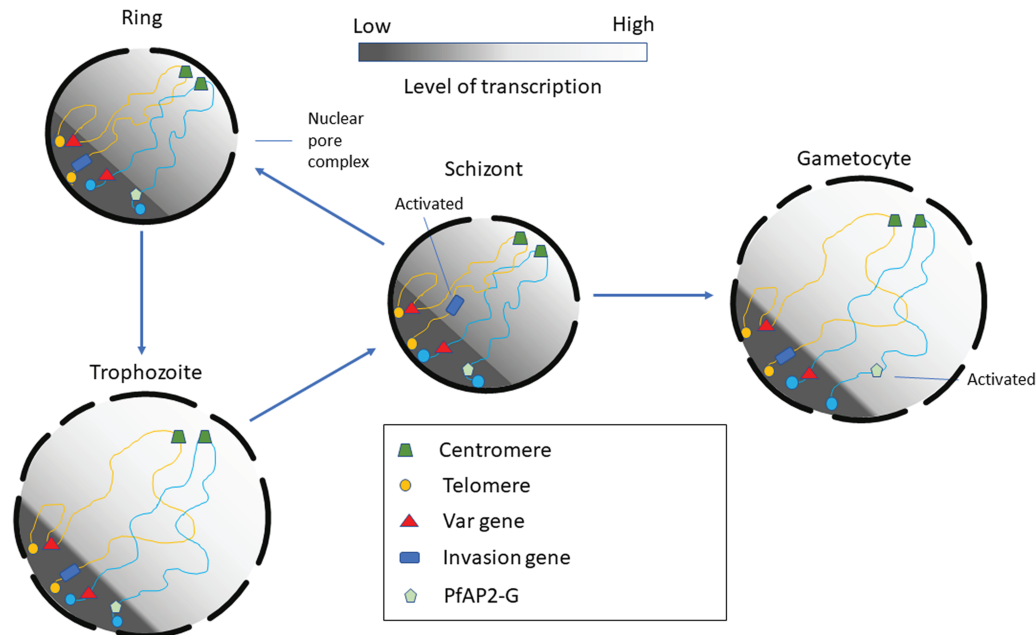 Ring
Low
High
Level of transcription
Nuclear
pore
complex
Schizont
Activated
Gametocyte
Activated
Trophozoite
Centromere
Telomere
Var gene
Invasion gene
PfAP2-G